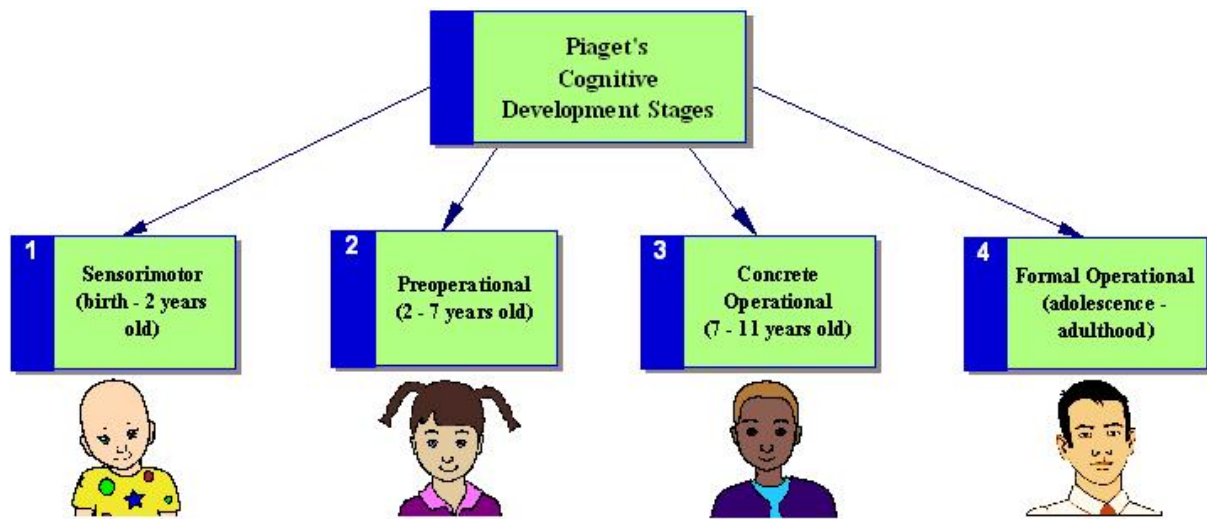 Piaget's
Cognitive
Development Stages
1
Sensorimotor
(birth - 2 years
old)
2
Preoperational
(2 - 7 years old)
3
Concrete
Operational
(7 - 11 years old)
4
Formal Operational
(adolescence -
adulthood)